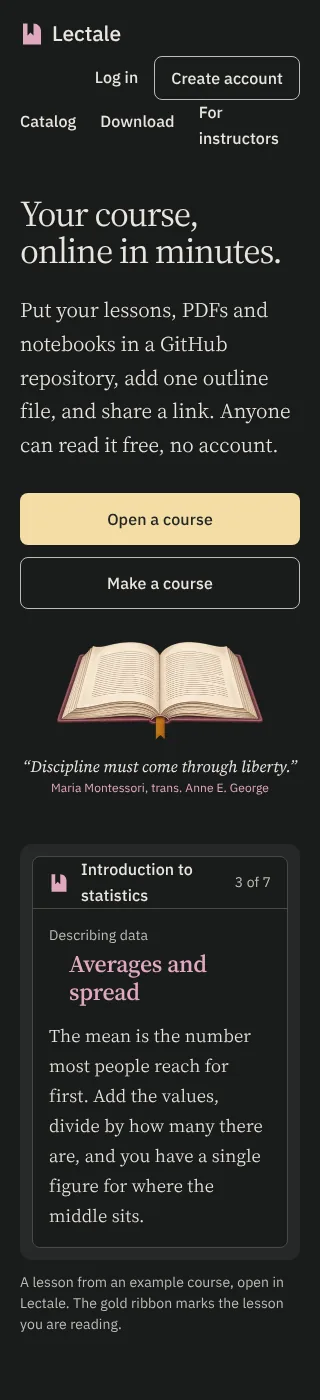 Lectale
Log in
Create account
Catalog
Download
For
instructors
Your course,
online in minutes.
Put your lessons, PDFs and
notebooks in a GitHub
repository, add one outline
file, and share a link. Anyone
can read it free, no account.
Open a course
Make a course
“Discipline must come through liberty.”
Maria Montessori, trans. Anne E. George
Introduction to
statistics
3 of 7
Describing data
Averages and
spread
The mean is the number
most people reach for
first. Add the values,
divide by how many there
are, and you have a single
figure for where the
middle sits.
A lesson from an example course, open in
Lectale. The gold ribbon marks the lesson
you are reading.